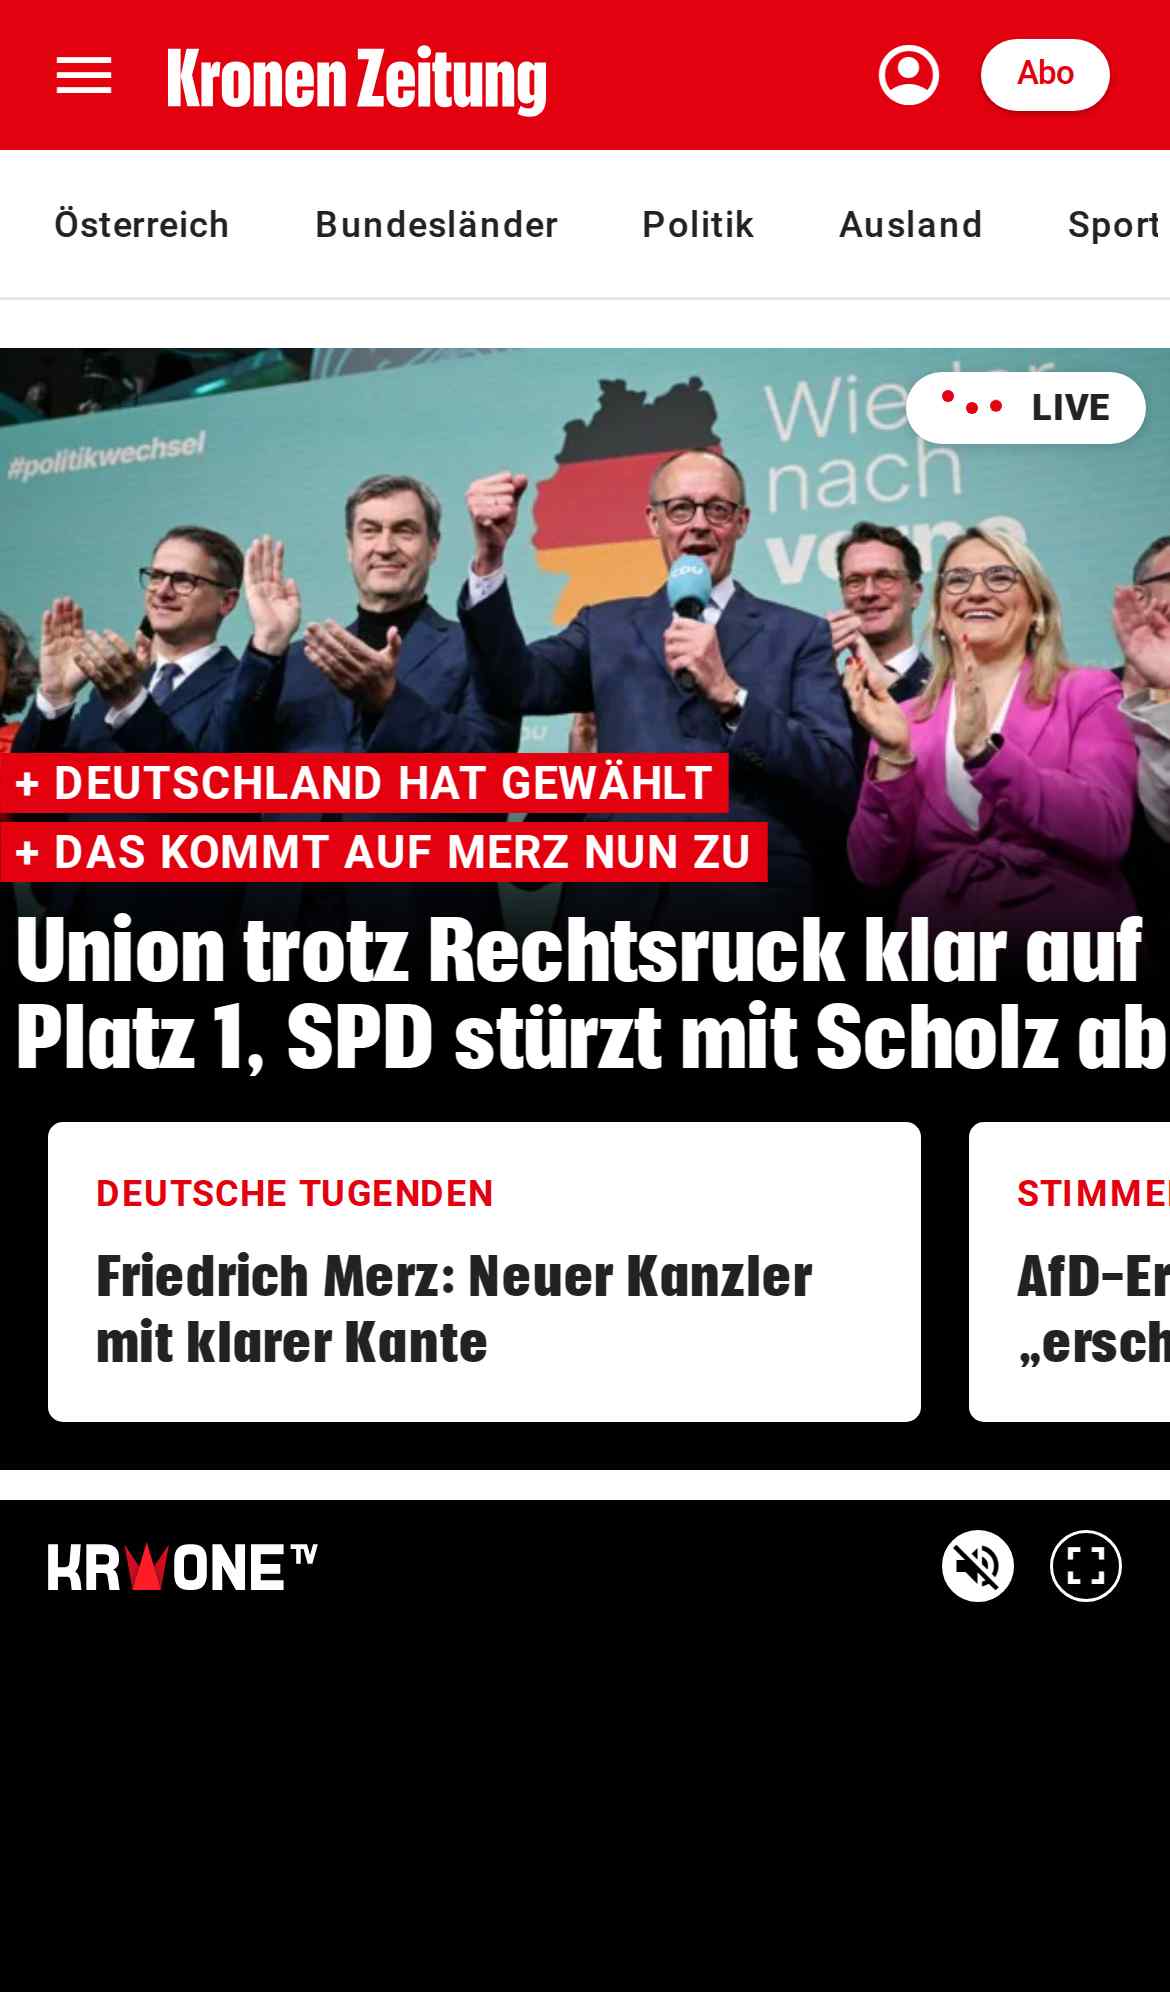 Kronen Zeitung
Abo
Österreich Bundesländer Politik Ausland Sport
LIVE
#politikwechsel
nach
CDU
+ DEUTSCHLAND HAT GEWÄHLT
+ DAS KOMMT AUF MERZ NUN ZU
Union trotz Rechtsruck klar auf
Platz 1, SPD stürzt mit Scholz ab
DEUTSCHE TUGENDEN
Friedrich Merz: Neuer Kanzler
mit klarer Kante
KRONE TV